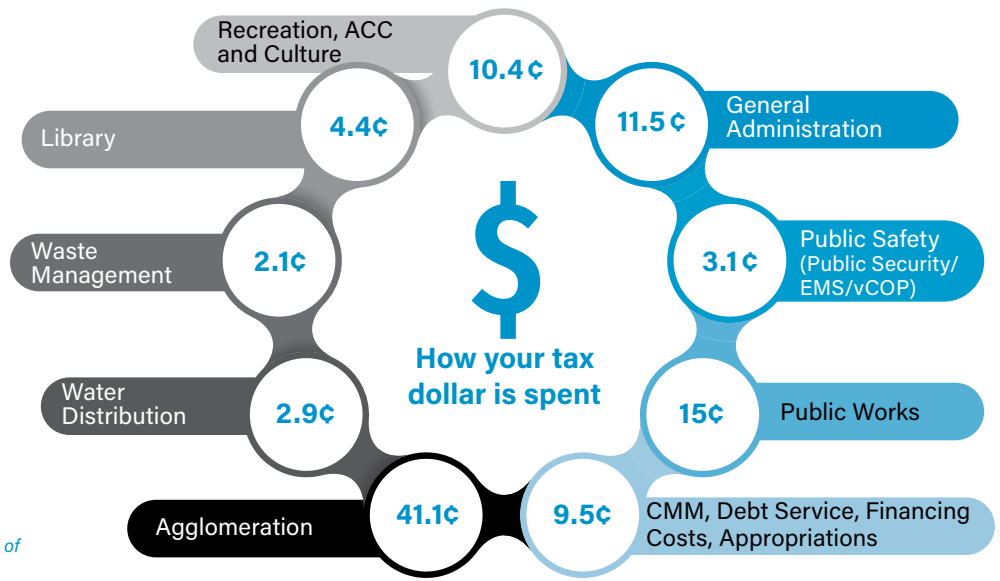 Recreation, ACC
and Culture
10.4¢
General
Administration
11.5¢
Public Safety
(Public Security/
EMS/vCOP)
3.1¢
Public Works
15¢
CMM, Debt Service, Financing
Costs, Appropriations
9.5¢
Agglomeration
41.1¢
Water
Distribution
2.9¢
Waste
Management
2.1¢
Library
4.4¢
$
How your tax
dollar is spent
of